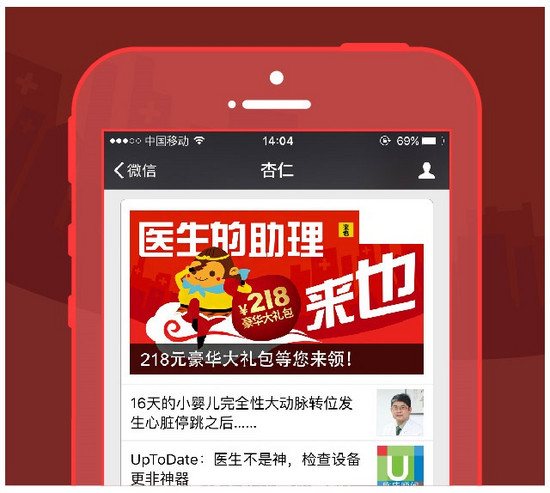 中国移动 14:04 69%
微信 杏仁
医生的助理
来也
¥218
豪华大礼包
218元豪华大礼包等您来领!
16天的小婴儿完全性大动脉转位发
生心脏停跳之后……
UpToDate：医生不是神，检查设备
更非神器
U